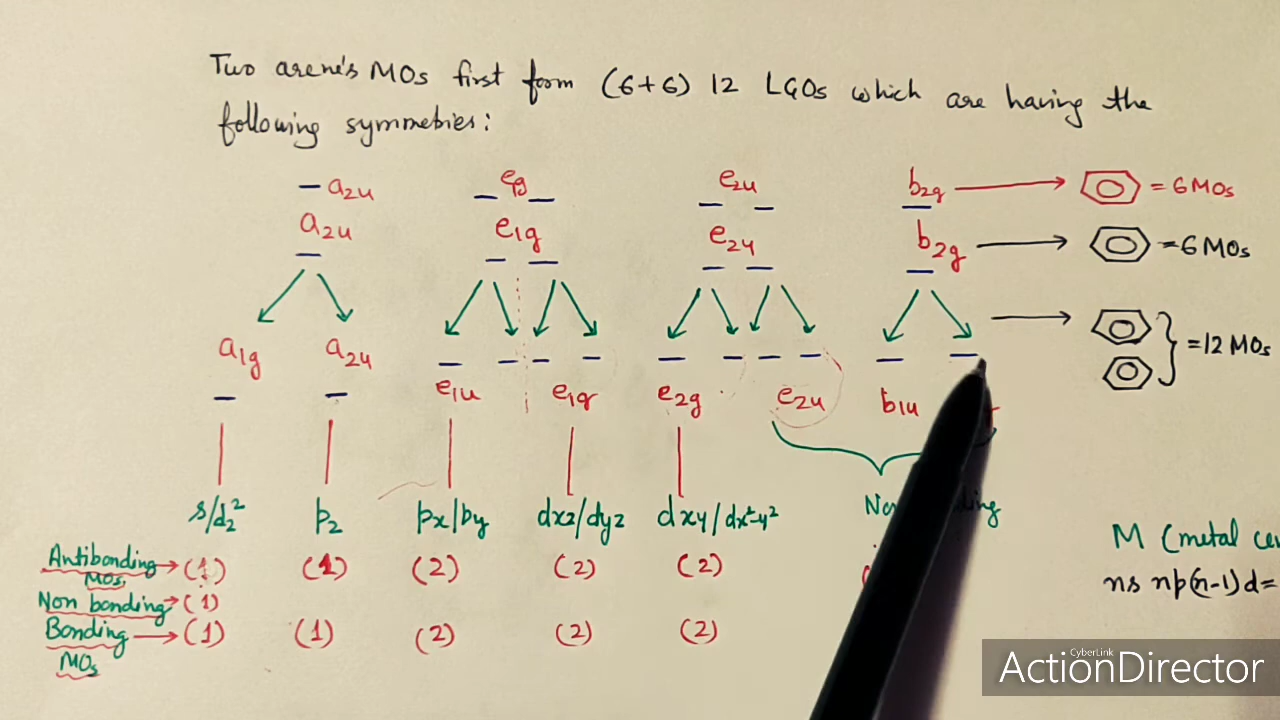 Two arene's MOs first form (6+6) 12 LGOs which are having the
following symmetries:
a2u eg e2u b2g = 6MOs
a2u e1g e2u b2g = 6MOs
= 12 MOs
a1g a2u e1u e1g e2g e2u b1u
s/dz² pz px/py dxz/dyz dxy/dx²-y²
Antibonding MOs (1) (1) (2) (2) (2)
Non bonding (1)
Bonding MOs (1) (1) (2) (2) (2)
M (metal
ns np (n-1)d =
CyberLink
ActionDirector